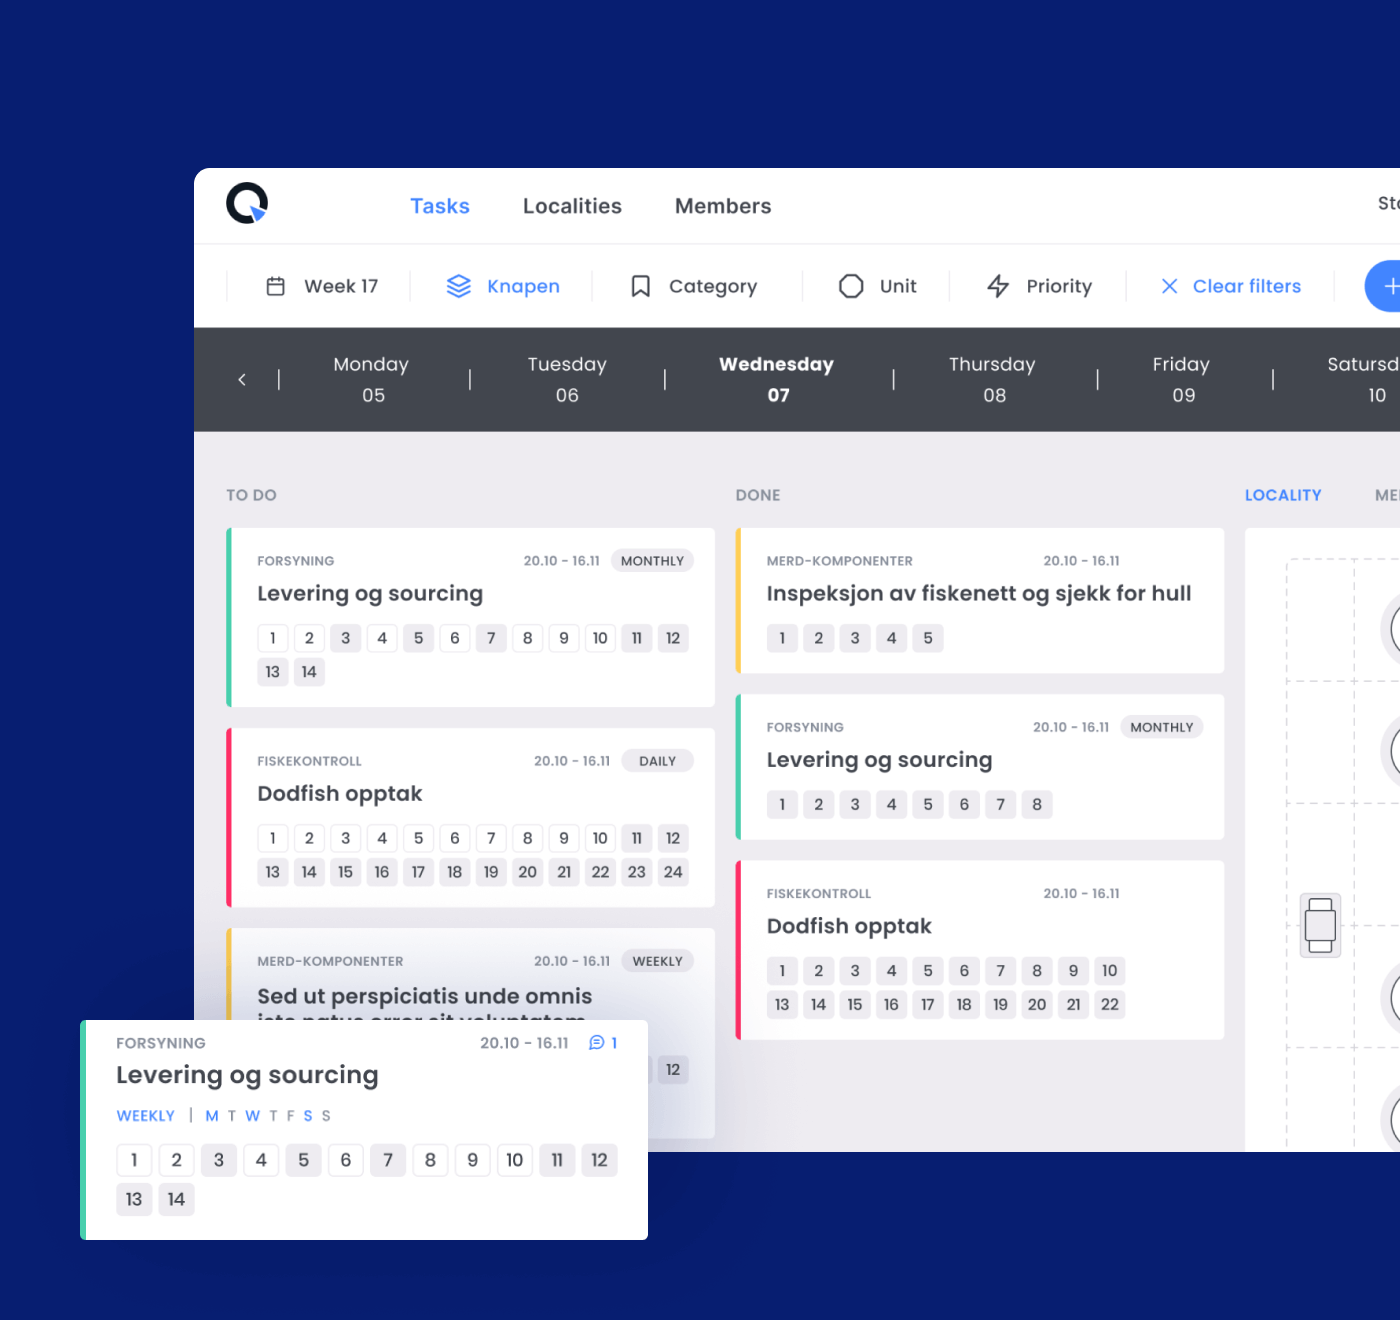 Tasks Localities Members
Week 17 Knapen Category Unit Priority Clear filters
Monday Tuesday Wednesday Thursday Friday Satursd
05 06 07 08 09 10
TO DO
FORSYNING 20.10 - 16.11 MONTHLY
Levering og sourcing
1 2 3 4 5 6 7 8 9 10 11 12
13 14
FISKEKONTROLL 20.10 - 16.11 DAILY
Dodfish opptak
1 2 3 4 5 6 7 8 9 10 11 12
13 14 15 16 17 18 19 20 21 22 23 24
MERD-KOMPONENTER 20.10 - 16.11 WEEKLY
Sed ut perspiciatis unde omnis
iste natus error sit voluptatem
12
FORSYNING 20.10 - 16.11 1
Levering og sourcing
WEEKLY | M T W T F S S
1 2 3 4 5 6 7 8 9 10 11 12
13 14
DONE
MERD-KOMPONENTER 20.10 - 16.11
Inspeksjon av fiskenett og sjekk for hull
1 2 3 4 5
FORSYNING 20.10 - 16.11 MONTHLY
Levering og sourcing
1 2 3 4 5 6 7 8
FISKEKONTROLL 20.10 - 16.11
Dodfish opptak
1 2 3 4 5 6 7 8 9 10
13 14 15 16 17 18 19 20 21 22
LOCALITY